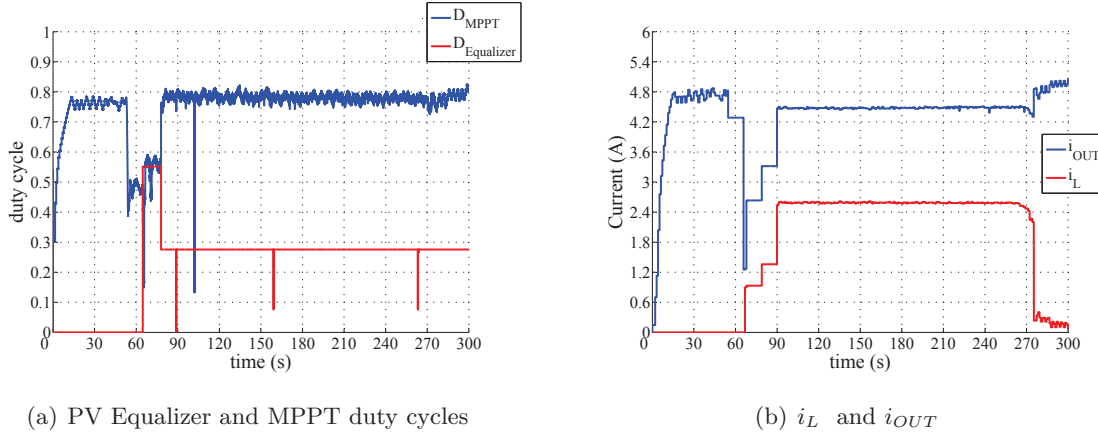 D_MPPT
D_Equalizer
1
0.9
0.8
0.7
0.6
0.5
0.4
0.3
0.2
0.1
0
duty cycle
0 30 60 90 120 150 180 210 240 270 300
time (s)
6
5.4
4.8
4.2
3.6
3
2.4
1.8
1.2
0.6
0
Current (A)
i_OUT
i_L
0 30 60 90 120 150 180 210 240 270 300
time (s)
(a) PV Equalizer and MPPT duty cycles
(b) i_L and i_OUT